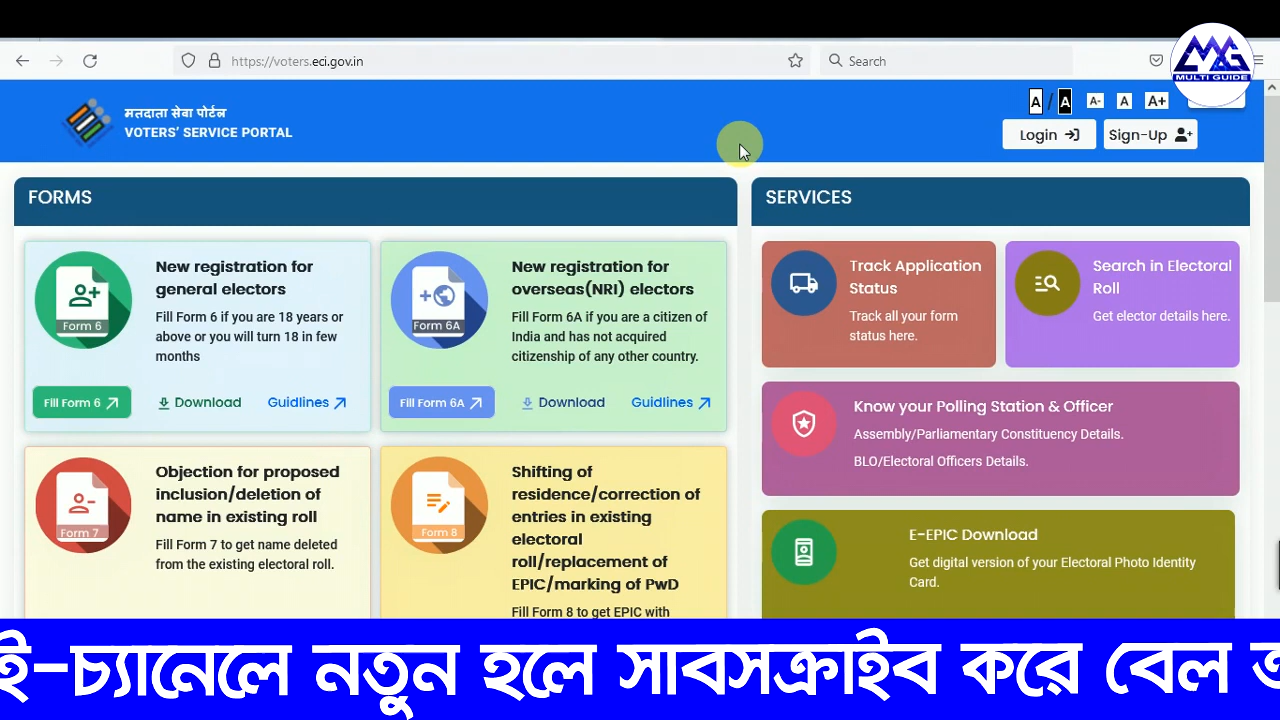 https://voters.eci.gov.in
Search
MULTI GUIDE
मतदाता सेवा पोर्टल
VOTERS' SERVICE PORTAL
A / A A- A A+
Login
Sign-Up
FORMS
SERVICES
New registration for
general electors
Fill Form 6 if you are 18 years or
above or you will turn 18 in few
months
Form 6
Fill Form 6
Download
Guidlines
New registration for
overseas(NRI) electors
Fill Form 6A if you are a citizen of
India and has not acquired
citizenship of any other country.
Form 6A
Fill Form 6A
Download
Guidlines
Track Application
Status
Track all your form
status here.
Search in Electoral
Roll
Get elector details here.
Know your Polling Station & Officer
Assembly/Parliamentary Constituency Details.
BLO/Electoral Officers Details.
Objection for proposed
inclusion/deletion of
name in existing roll
Form 7
Fill Form 7 to get name deleted
from the existing electoral roll.
Shifting of
residence/correction of
entries in existing
electoral
roll/replacement of
EPIC/marking of PwD
Form 8
Fill Form 8 to get EPIC with
E-EPIC Download
Get digital version of your Electoral Photo Identity
Card.
ই-চ্যানেলে নতুন হলে সাবসক্রাইব করে বেল